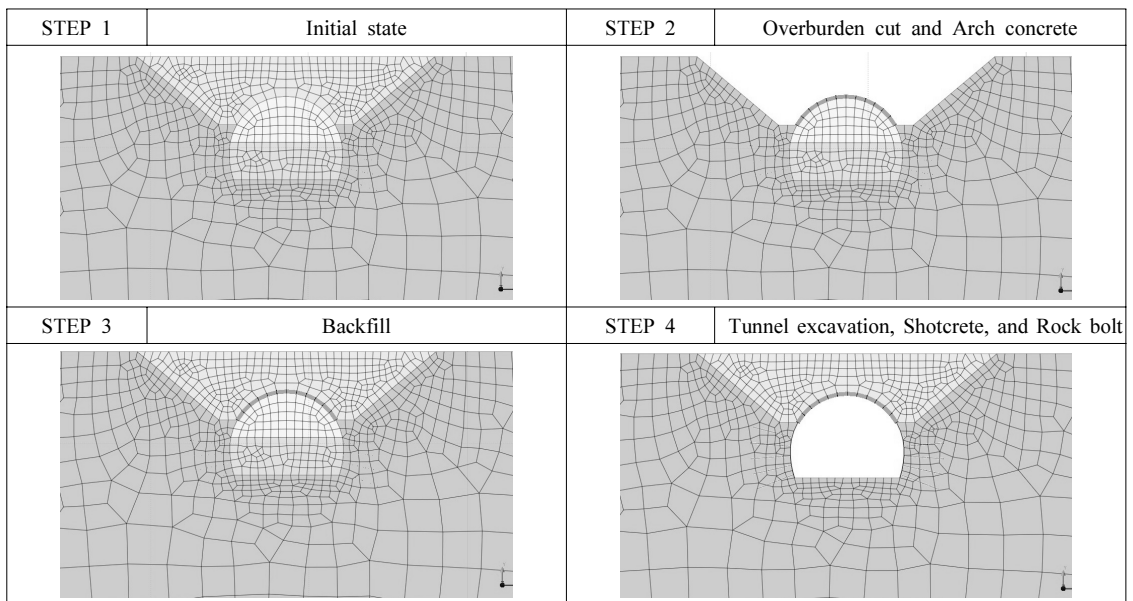 STEP 1
Initial state
STEP 2
Overburden cut and Arch concrete
STEP 3
Backfill
STEP 4
Tunnel excavation, Shotcrete, and Rock bolt